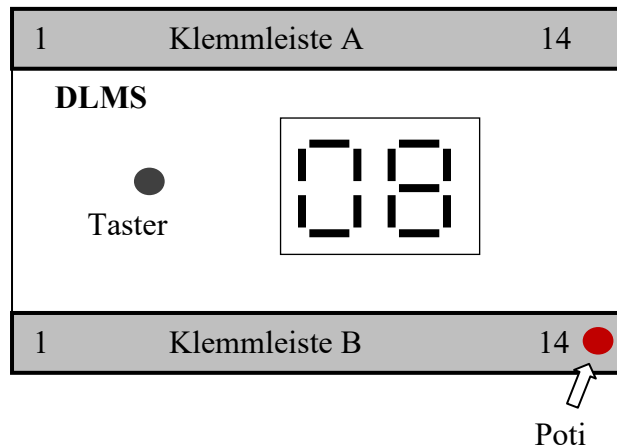 1 Klemmleiste A 14
DLMS
08
Taster
1 Klemmleiste B 14
Poti